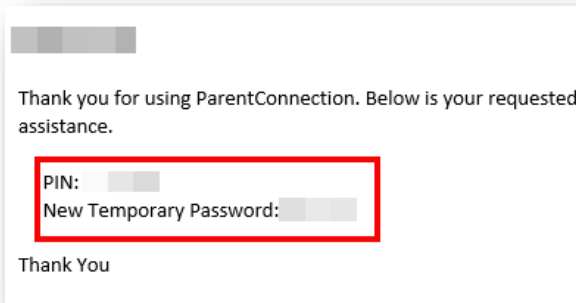 Thank you for using ParentConnection. Below is your requested
assistance.
PIN:
New Temporary Password:
Thank You